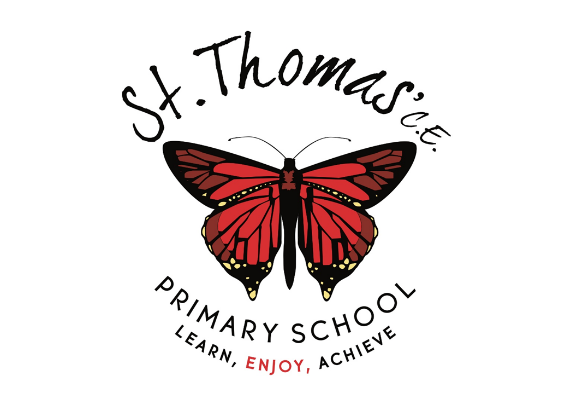 St. Thomas' C.E.
PRIMARY SCHOOL
LEARN, ENJOY, ACHIEVE